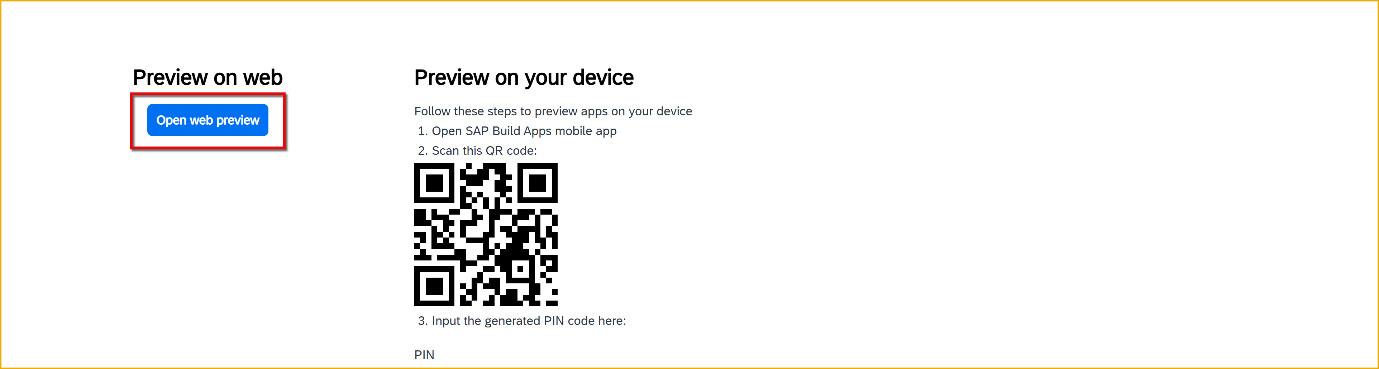 Preview on web
Open web preview
Preview on your device
Follow these steps to preview apps on your device
1. Open SAP Build Apps mobile app
2. Scan this QR code:
3. Input the generated PIN code here:
PIN